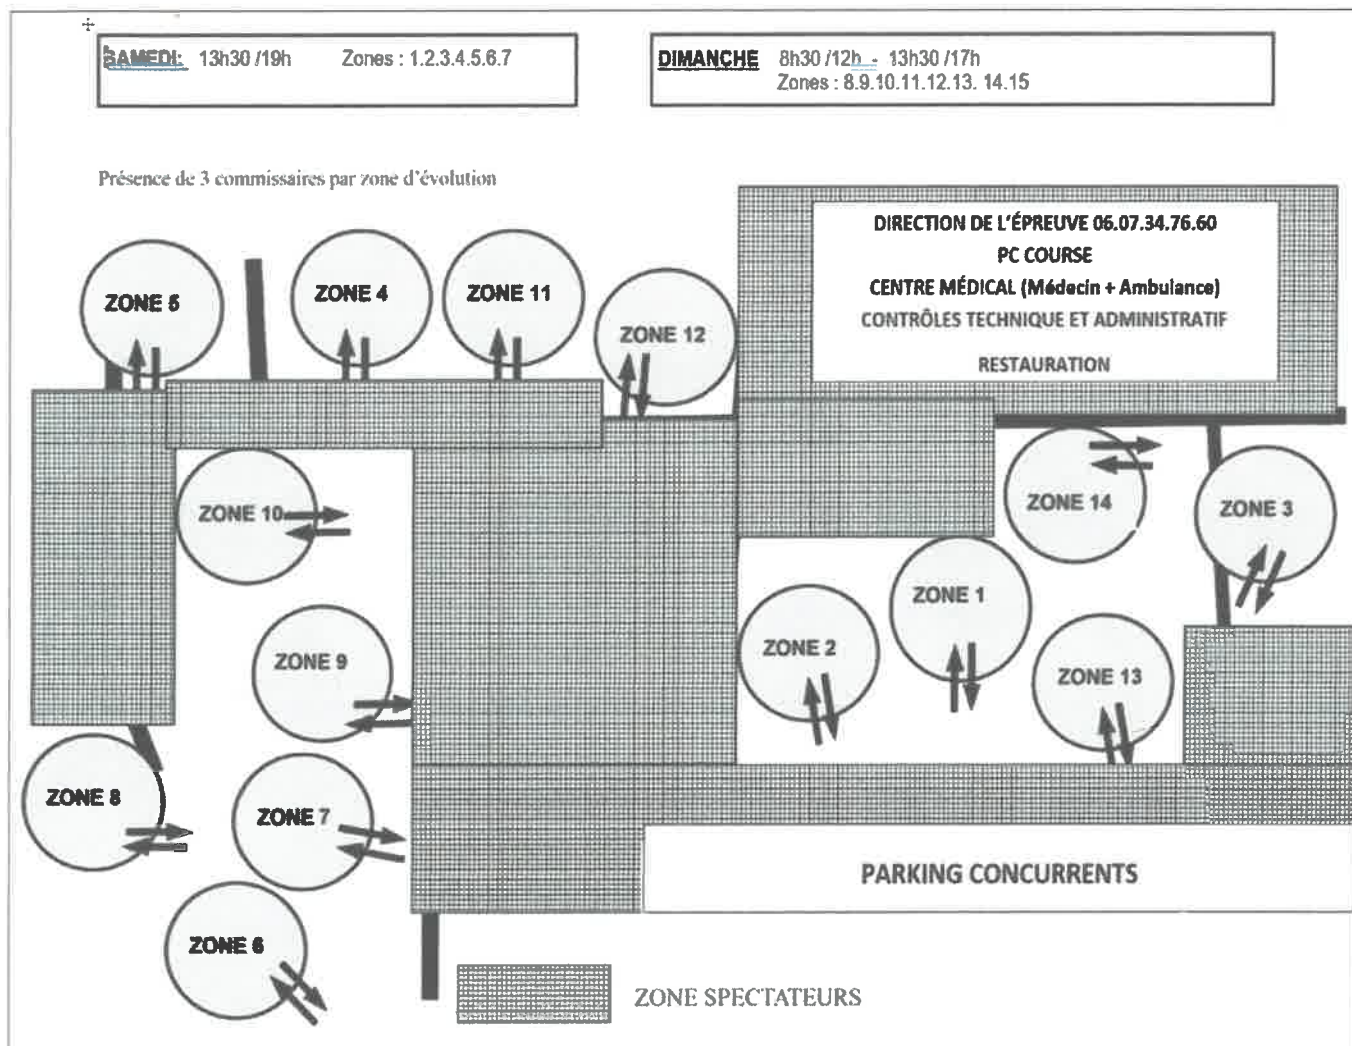 SAMEDI: 13h30 /19h Zones : 1.2.3.4.5.6.7
DIMANCHE 8h30 /12h - 13h30 /17h
Zones : 8.9.10.11.12.13. 14.15
Présence de 3 commissaires par zone d'évolution
DIRECTION DE L'ÉPREUVE 06.07.34.76.60
PC COURSE
CENTRE MÉDICAL (Médecin + Ambulance)
CONTRÔLES TECHNIQUE ET ADMINISTRATIF
RESTAURATION
ZONE 5
ZONE 4
ZONE 11
ZONE 12
ZONE 10
ZONE 14
ZONE 3
ZONE 1
ZONE 2
ZONE 13
ZONE 9
ZONE 8
ZONE 7
ZONE 6
PARKING CONCURRENTS
ZONE SPECTATEURS